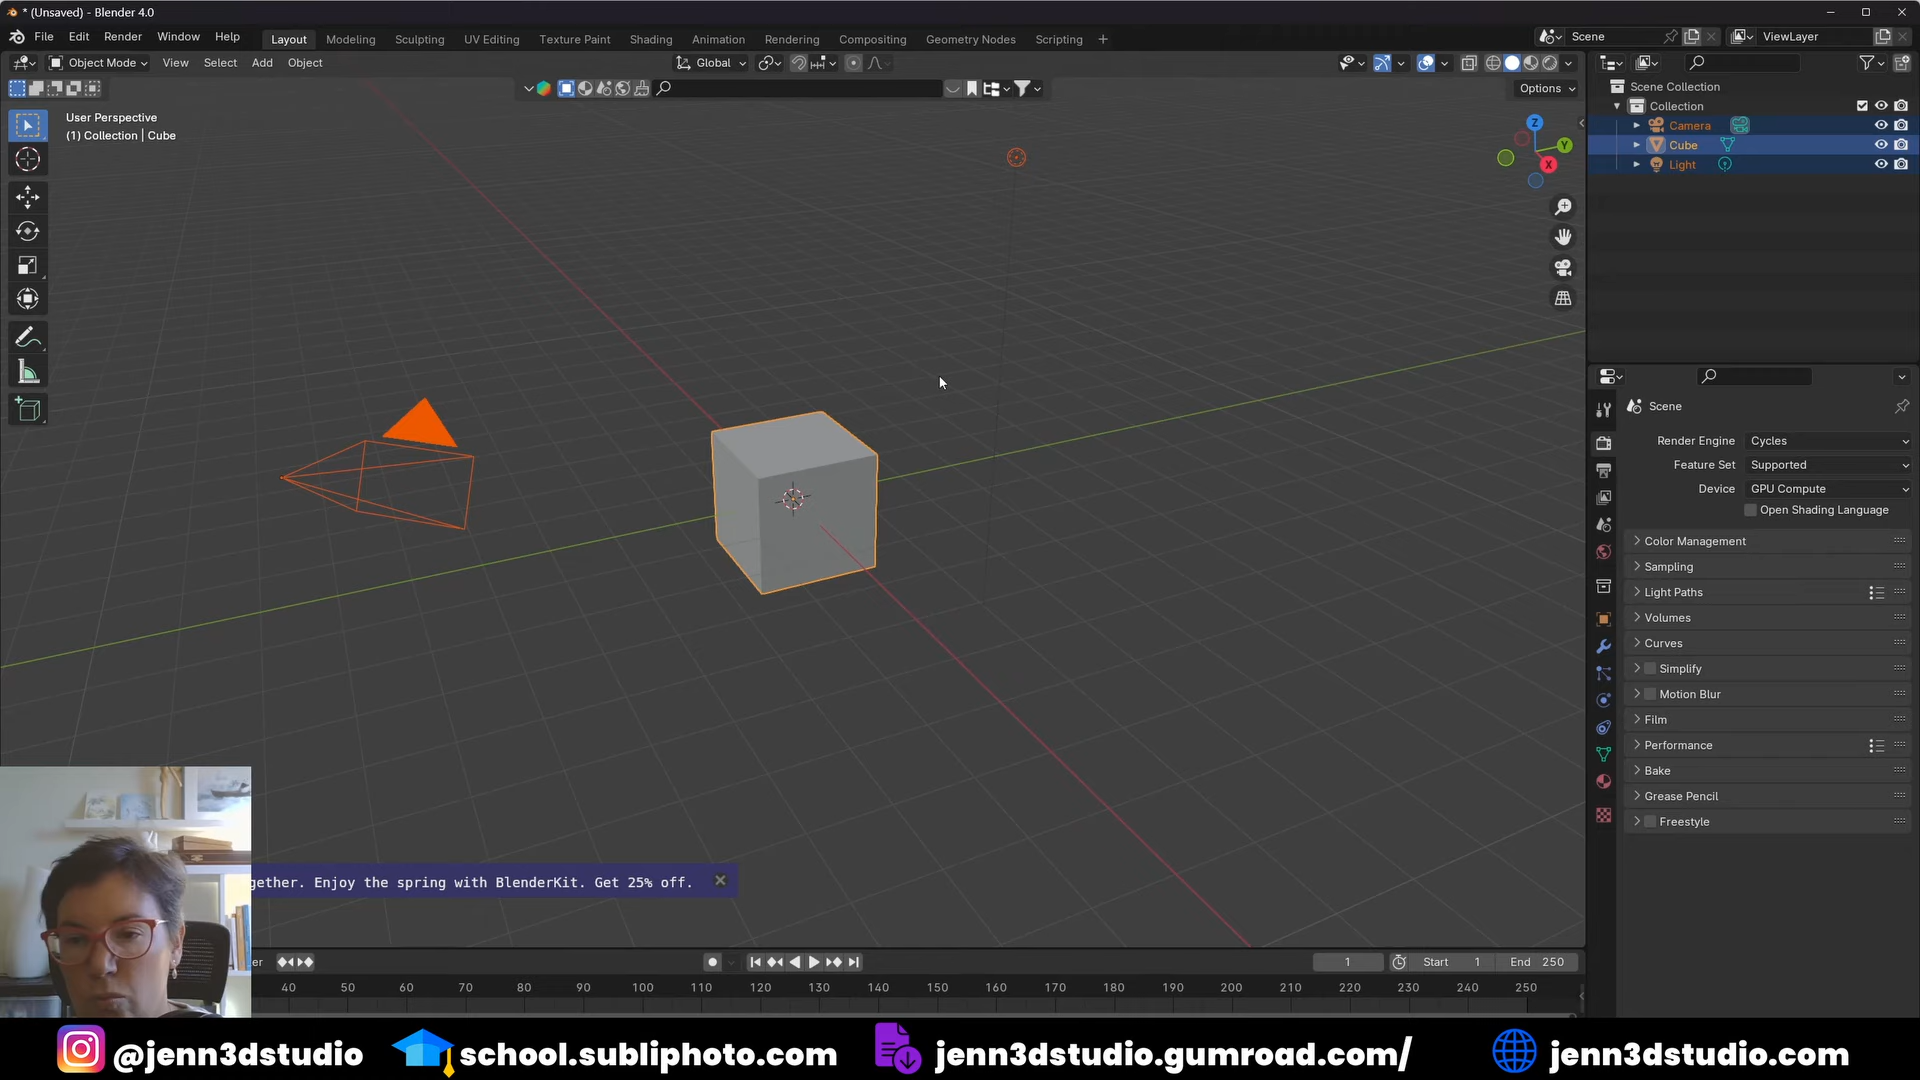 * (Unsaved) - Blender 4.0
File Edit Render Window Help Layout Modeling Sculpting UV Editing Texture Paint Shading Animation Rendering Compositing Geometry Nodes Scripting + Scene ViewLayer
Object Mode View Select Add Object Global
Options
User Perspective
(1) Collection | Cube
Z
Y
X
Scene Collection
Collection
Camera
Cube
Light
Scene
Render Engine Cycles
Feature Set Supported
Device GPU Compute
Open Shading Language
Color Management
Sampling
Light Paths
Volumes
Curves
Simplify
Motion Blur
Film
Performance
Bake
Grease Pencil
Freestyle
gether. Enjoy the spring with BlenderKit. Get 25% off.
er 1 Start 1 End 250
40 50 60 70 80 90 100 110 120 130 140 150 160 170 180 190 200 210 220 230 240 250
@jenn3dstudio school.subliphoto.com jenn3dstudio.gumroad.com/ jenn3dstudio.com